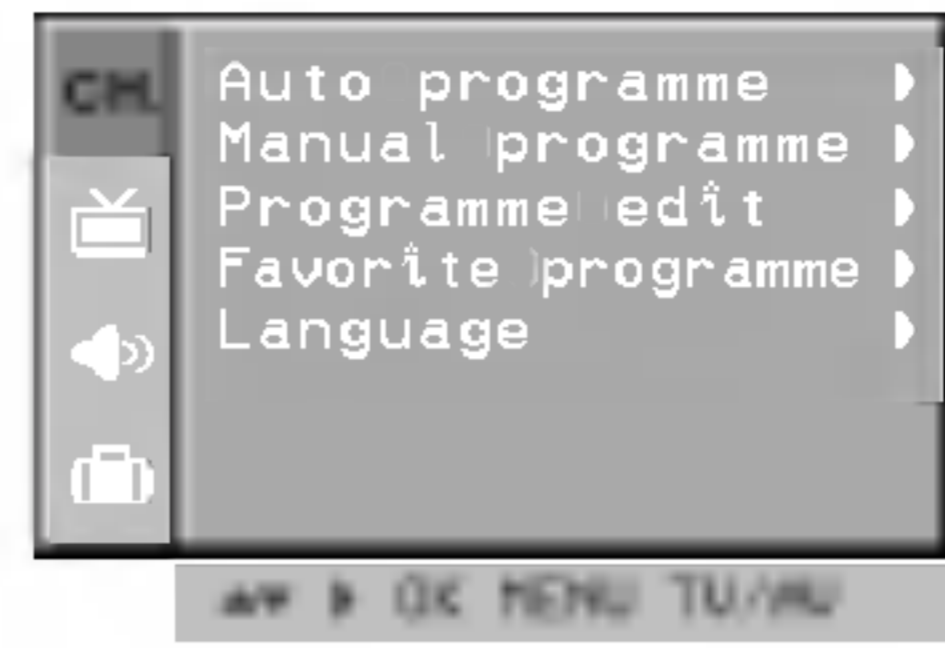 CH.
Auto programme
Manual programme
Programme edit
Favorite programme
Language
OK MENU TV/AV